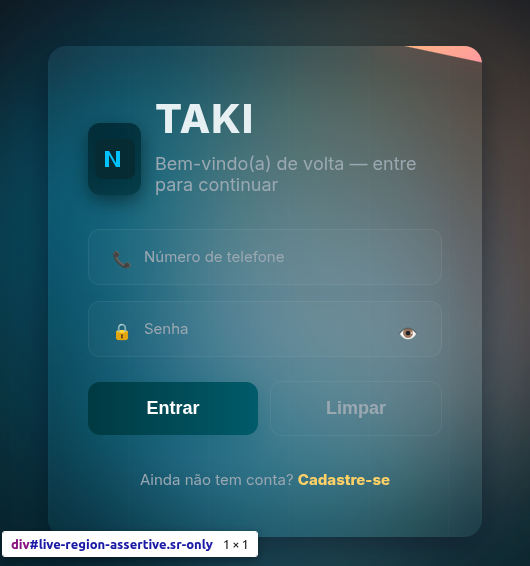 TAKI
N
Bem-vindo(a) de volta — entre
para continuar
Número de telefone
Senha
Entrar
Limpar
Ainda não tem conta? Cadastre-se
div#live-region-assertive.sr-only 1 × 1